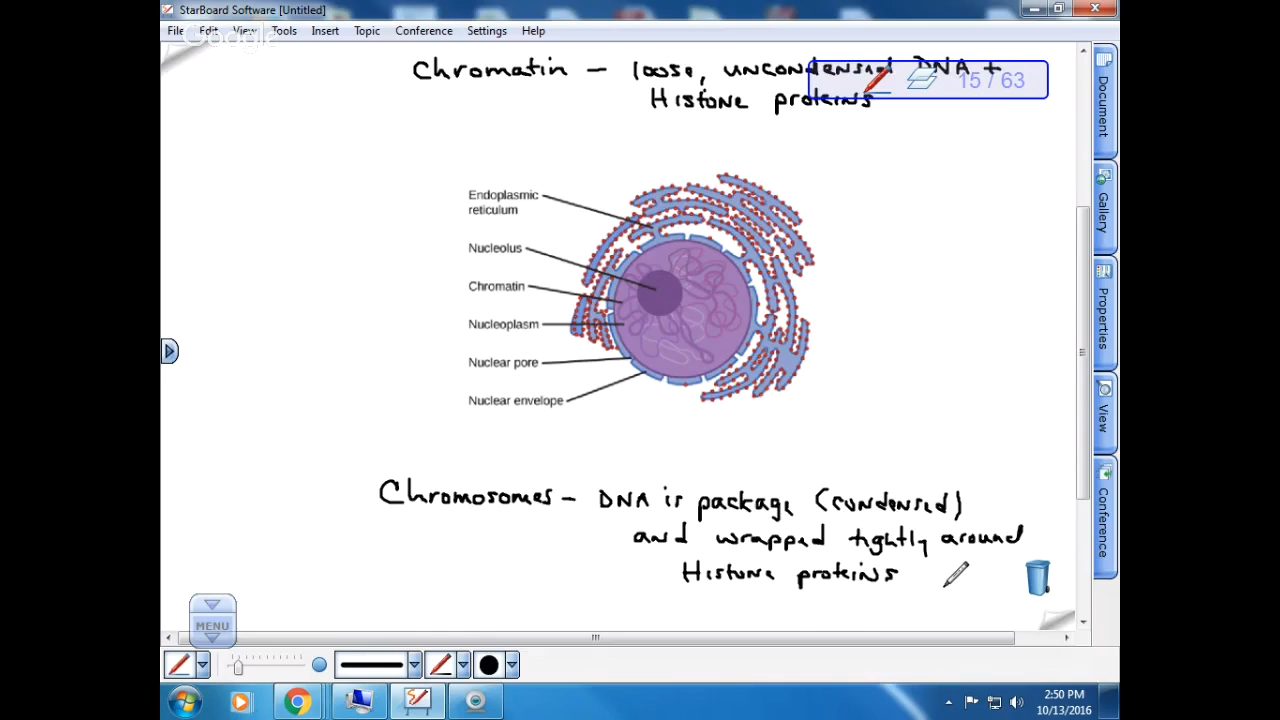 StarBoard Software [Untitled]
File Edit View Tools Insert Topic Conference Settings Help
Google
Chromatin – loose, uncondensed DNA +
Histone proteins
15 / 63
Endoplasmic
reticulum
Nucleolus
Chromatin
Nucleoplasm
Nuclear pore
Nuclear envelope
Chromosomes – DNA is package (condensed)
and wrapped tightly around
Histone proteins
Document
Gallery
Properties
View
Conference
MENU
2:50 PM
10/13/2016